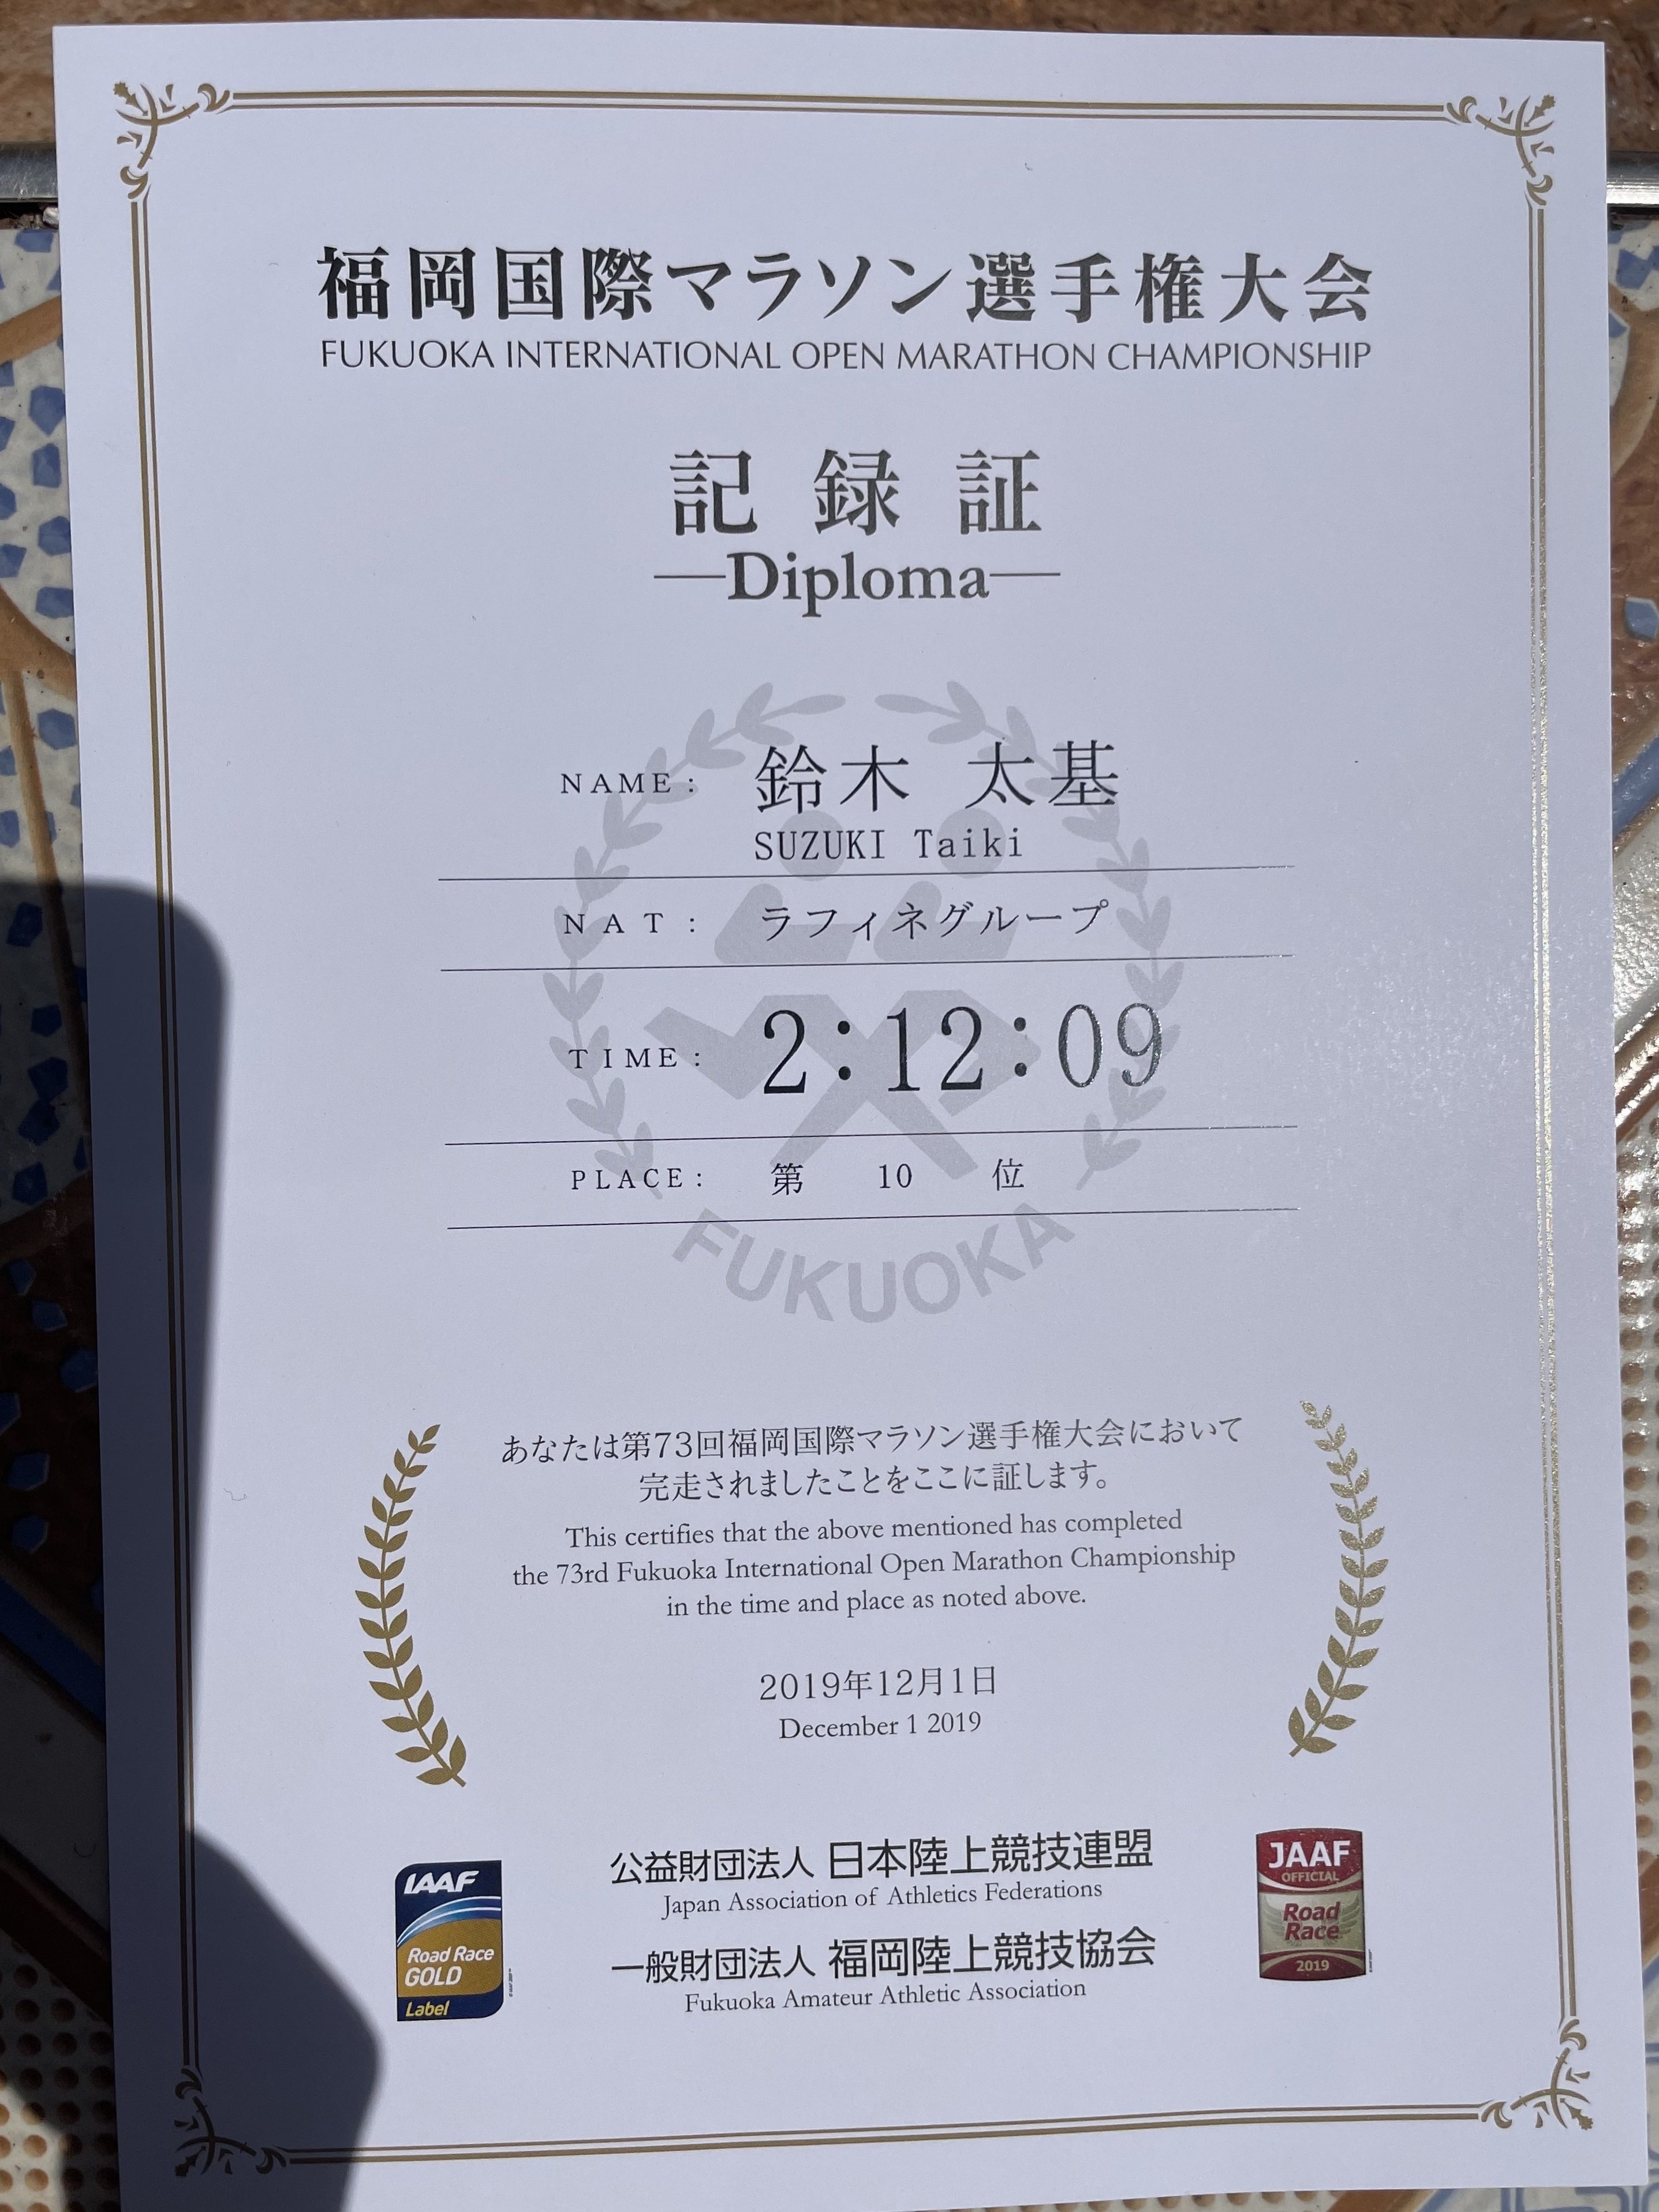 福岡国際マラソン選手権大会
FUKUOKA INTERNATIONAL OPEN MARATHON CHAMPIONSHIP
記録証
—Diploma—
NAME: 鈴木 太基
SUZUKI Taiki
NAT: ラフィネグループ
TIME: 2:12:09
PLACE: 第 10 位
FUKUOKA
あなたは第73回福岡国際マラソン選手権大会において
完走されましたことをここに証します。
This certifies that the above mentioned has completed
the 73rd Fukuoka International Open Marathon Championship
in the time and place as noted above.
2019年12月1日
December 1 2019
公益財団法人 日本陸上競技連盟
Japan Association of Athletics Federations
一般財団法人 福岡陸上競技協会
Fukuoka Amateur Athletic Association
IAAF
Road Race
GOLD
Label
JAAF
OFFICIAL
Road
Race
2019